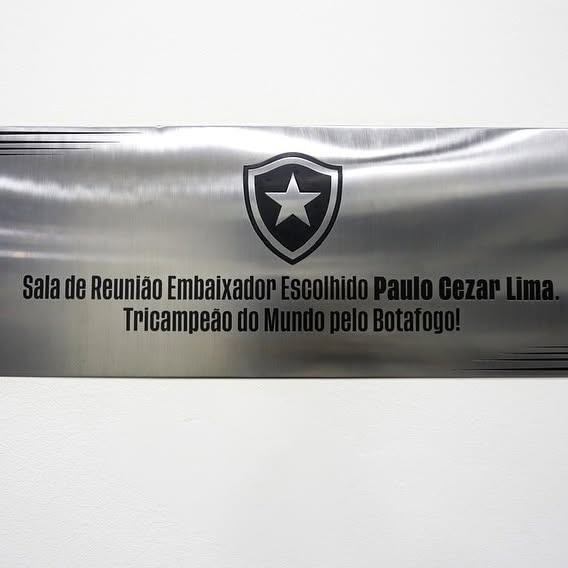 Sala de Reunião Embaixador Escolhido Paulo Cezar Lima.
Tricampeão do Mundo pelo Botafogo!